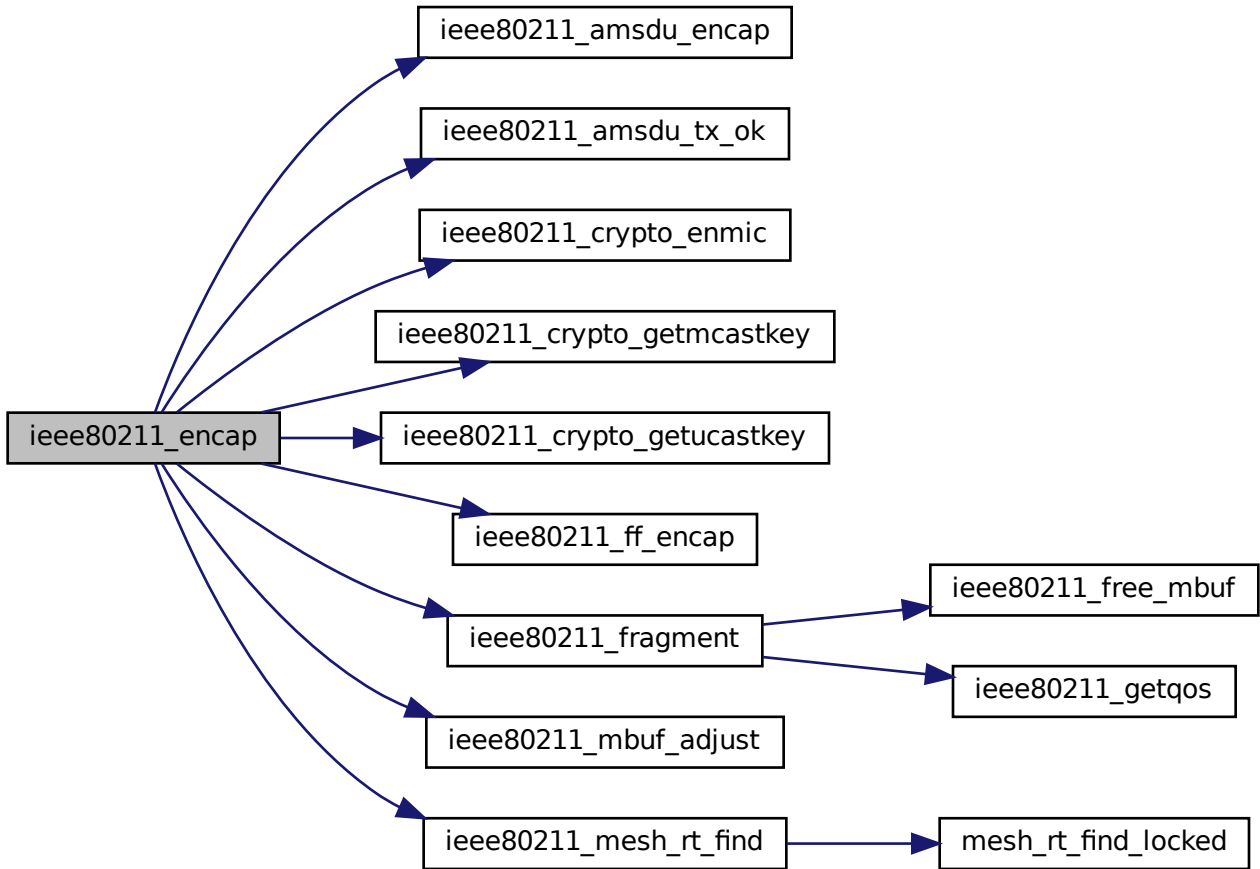 ieee80211_amsdu_encap
ieee80211_amsdu_tx_ok
ieee80211_crypto_enmic
ieee80211_crypto_getmcastkey
ieee80211_encap
ieee80211_crypto_getucastkey
ieee80211_ff_encap
ieee80211_free_mbuf
ieee80211_fragment
ieee80211_getqos
ieee80211_mbuf_adjust
ieee80211_mesh_rt_find
mesh_rt_find_locked